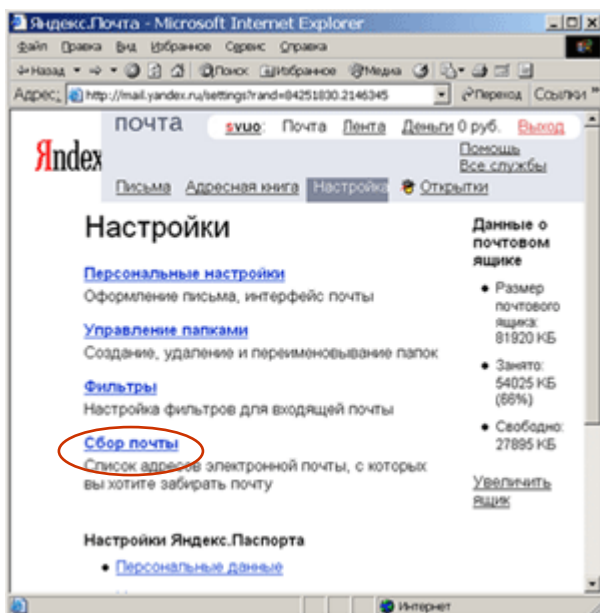 Яндекс.Почта - Microsoft Internet Explorer
Файл Правка Вид Избранное Сервис Справка
Назад Поиск Избранное Медиа
Адрес: http://mail.yandex.ru/settings?rand=84251830.2146345 Переход Ссылки »
Яndex
почта
svuo: Почта Лента Деньги 0 руб. Выход
Помощь
Все службы
Письма Адресная книга Настройка Открытки
Настройки
Персональные настройки
Оформление письма, интерфейс почты
Управление папками
Создание, удаление и переименовывание папок
Фильтры
Настройка фильтров для входящей почты
Сбор почты
Список адресов электронной почты, с которых
вы хотите забирать почту
Настройки Яндекс.Паспорта
• Персональные данные
Данные о
почтовом
ящике
• Размер
почтового
ящика:
81920 КБ
• Занято:
54025 КБ
(66%)
• Свободно:
27895 КБ
Увеличить
ящик
Интернет